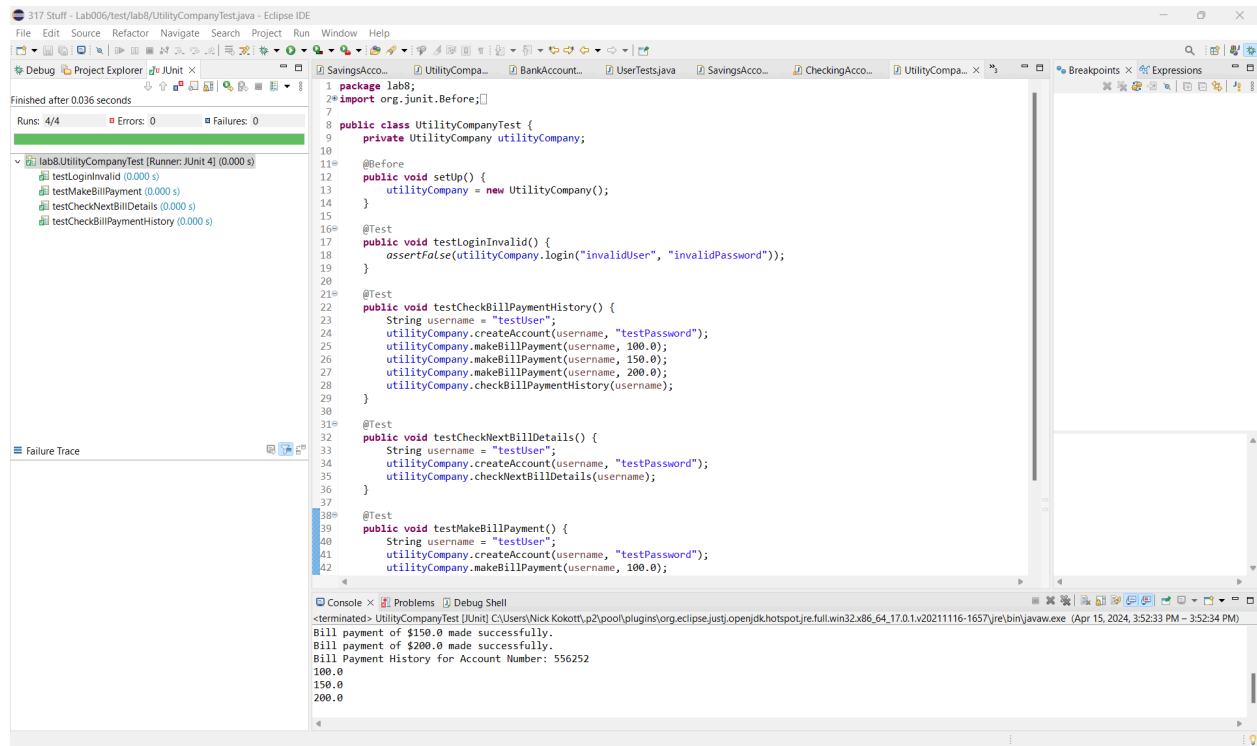 317 Stuff - Lab006/test/lab8/UtilityCompanyTest.java - Eclipse IDE
File Edit Source Refactor Navigate Search Project Run Window Help
Debug Project Explorer JUnit
Finished after 0.036 seconds
Runs: 4/4 Errors: 0 Failures: 0
lab8.UtilityCompanyTest [Runner: JUnit 4] (0.000 s)
testLoginInvalid (0.000 s)
testMakeBillPayment (0.000 s)
testCheckNextBillDetails (0.000 s)
testCheckBillPaymentHistory (0.000 s)
Failure Trace
SavingsAcco... UtilityCompa... BankAccount... UserTests.java SavingsAcco... CheckingAcco... UtilityCompa... »3
1 package lab8;
2 import org.junit.Before;
7
8 public class UtilityCompanyTest {
9 private UtilityCompany utilityCompany;
10
11 @Before
12 public void setUp() {
13 utilityCompany = new UtilityCompany();
14 }
15
16 @Test
17 public void testLoginInvalid() {
18 assertFalse(utilityCompany.login("invalidUser", "invalidPassword"));
19 }
20
21 @Test
22 public void testCheckBillPaymentHistory() {
23 String username = "testUser";
24 utilityCompany.createAccount(username, "testPassword");
25 utilityCompany.makeBillPayment(username, 100.0);
26 utilityCompany.makeBillPayment(username, 150.0);
27 utilityCompany.makeBillPayment(username, 200.0);
28 utilityCompany.checkBillPaymentHistory(username);
29 }
30
31 @Test
32 public void testCheckNextBillDetails() {
33 String username = "testUser";
34 utilityCompany.createAccount(username, "testPassword");
35 utilityCompany.checkNextBillDetails(username);
36 }
37
38 @Test
39 public void testMakeBillPayment() {
40 String username = "testUser";
41 utilityCompany.createAccount(username, "testPassword");
42 utilityCompany.makeBillPayment(username, 100.0);
Breakpoints Expressions
Console Problems Debug Shell
<terminated> UtilityCompanyTest [JUnit] C:\Users\Nick Kokott\.p2\pool\plugins\org.eclipse.justj.openjdk.hotspot.jre.full.win32.x86_64_17.0.1.v20211116-1657\jre\bin\javaw.exe (Apr 15, 2024, 3:52:33 PM – 3:52:34 PM)
Bill payment of $150.0 made successfully.
Bill payment of $200.0 made successfully.
Bill Payment History for Account Number: 556252
100.0
150.0
200.0